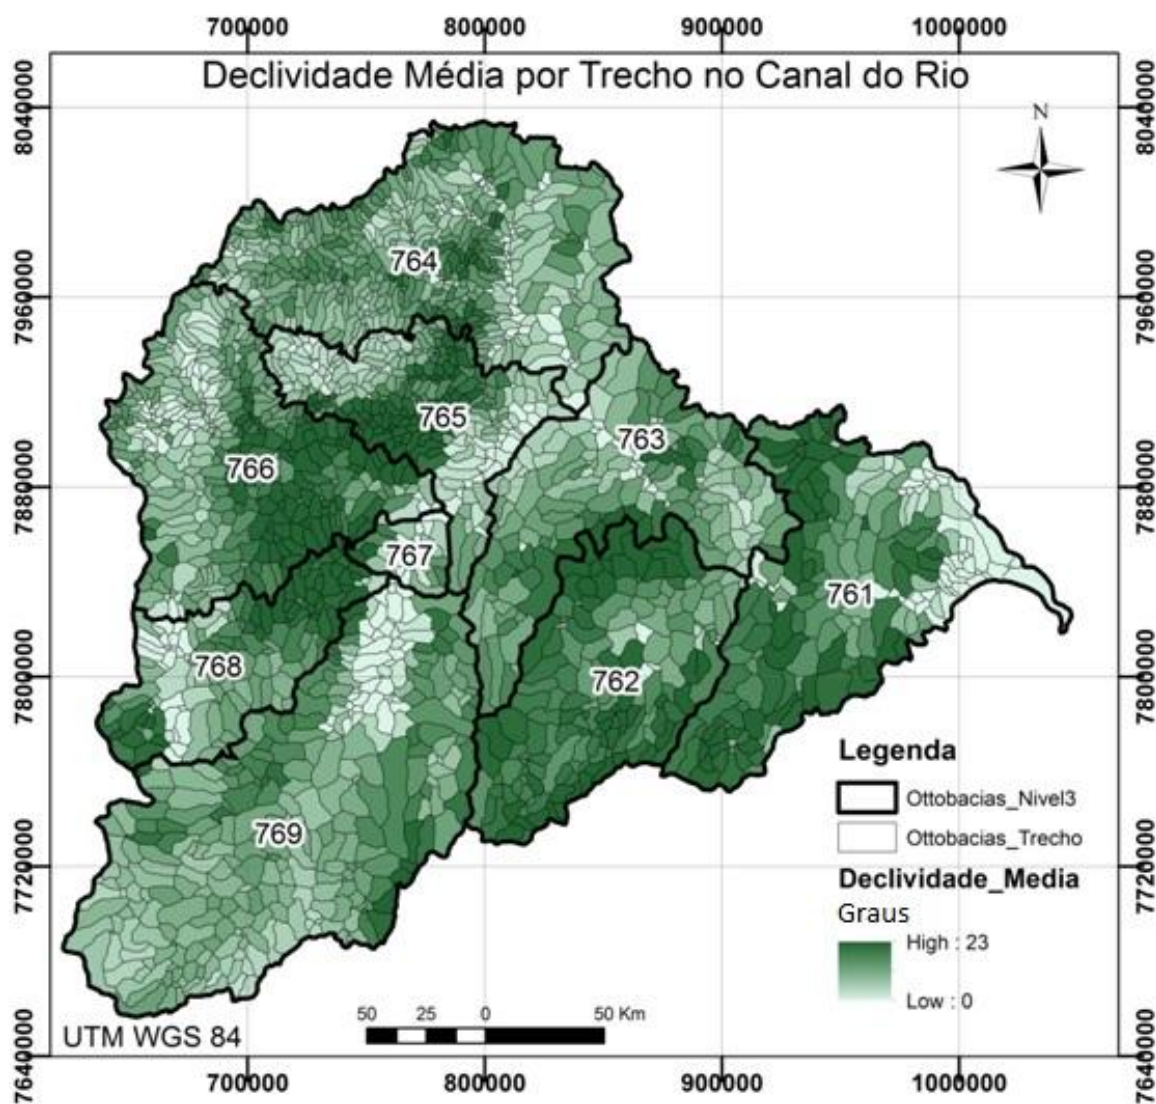 700000 800000 900000 1000000
Declividade Média por Trecho no Canal do Rio
8040000 8040000
N
764
7960000 7960000
765
763
766
7880000 7880000
767
761
768
762
7800000 7800000
Legenda
Ottobacias_Nivel3
769
Ottobacias_Trecho
7720000 7720000
Declividade_Media
Graus
High : 23
Low : 0
50 25 0 50 Km
UTM WGS 84
7640000 7640000
700000 800000 900000 1000000